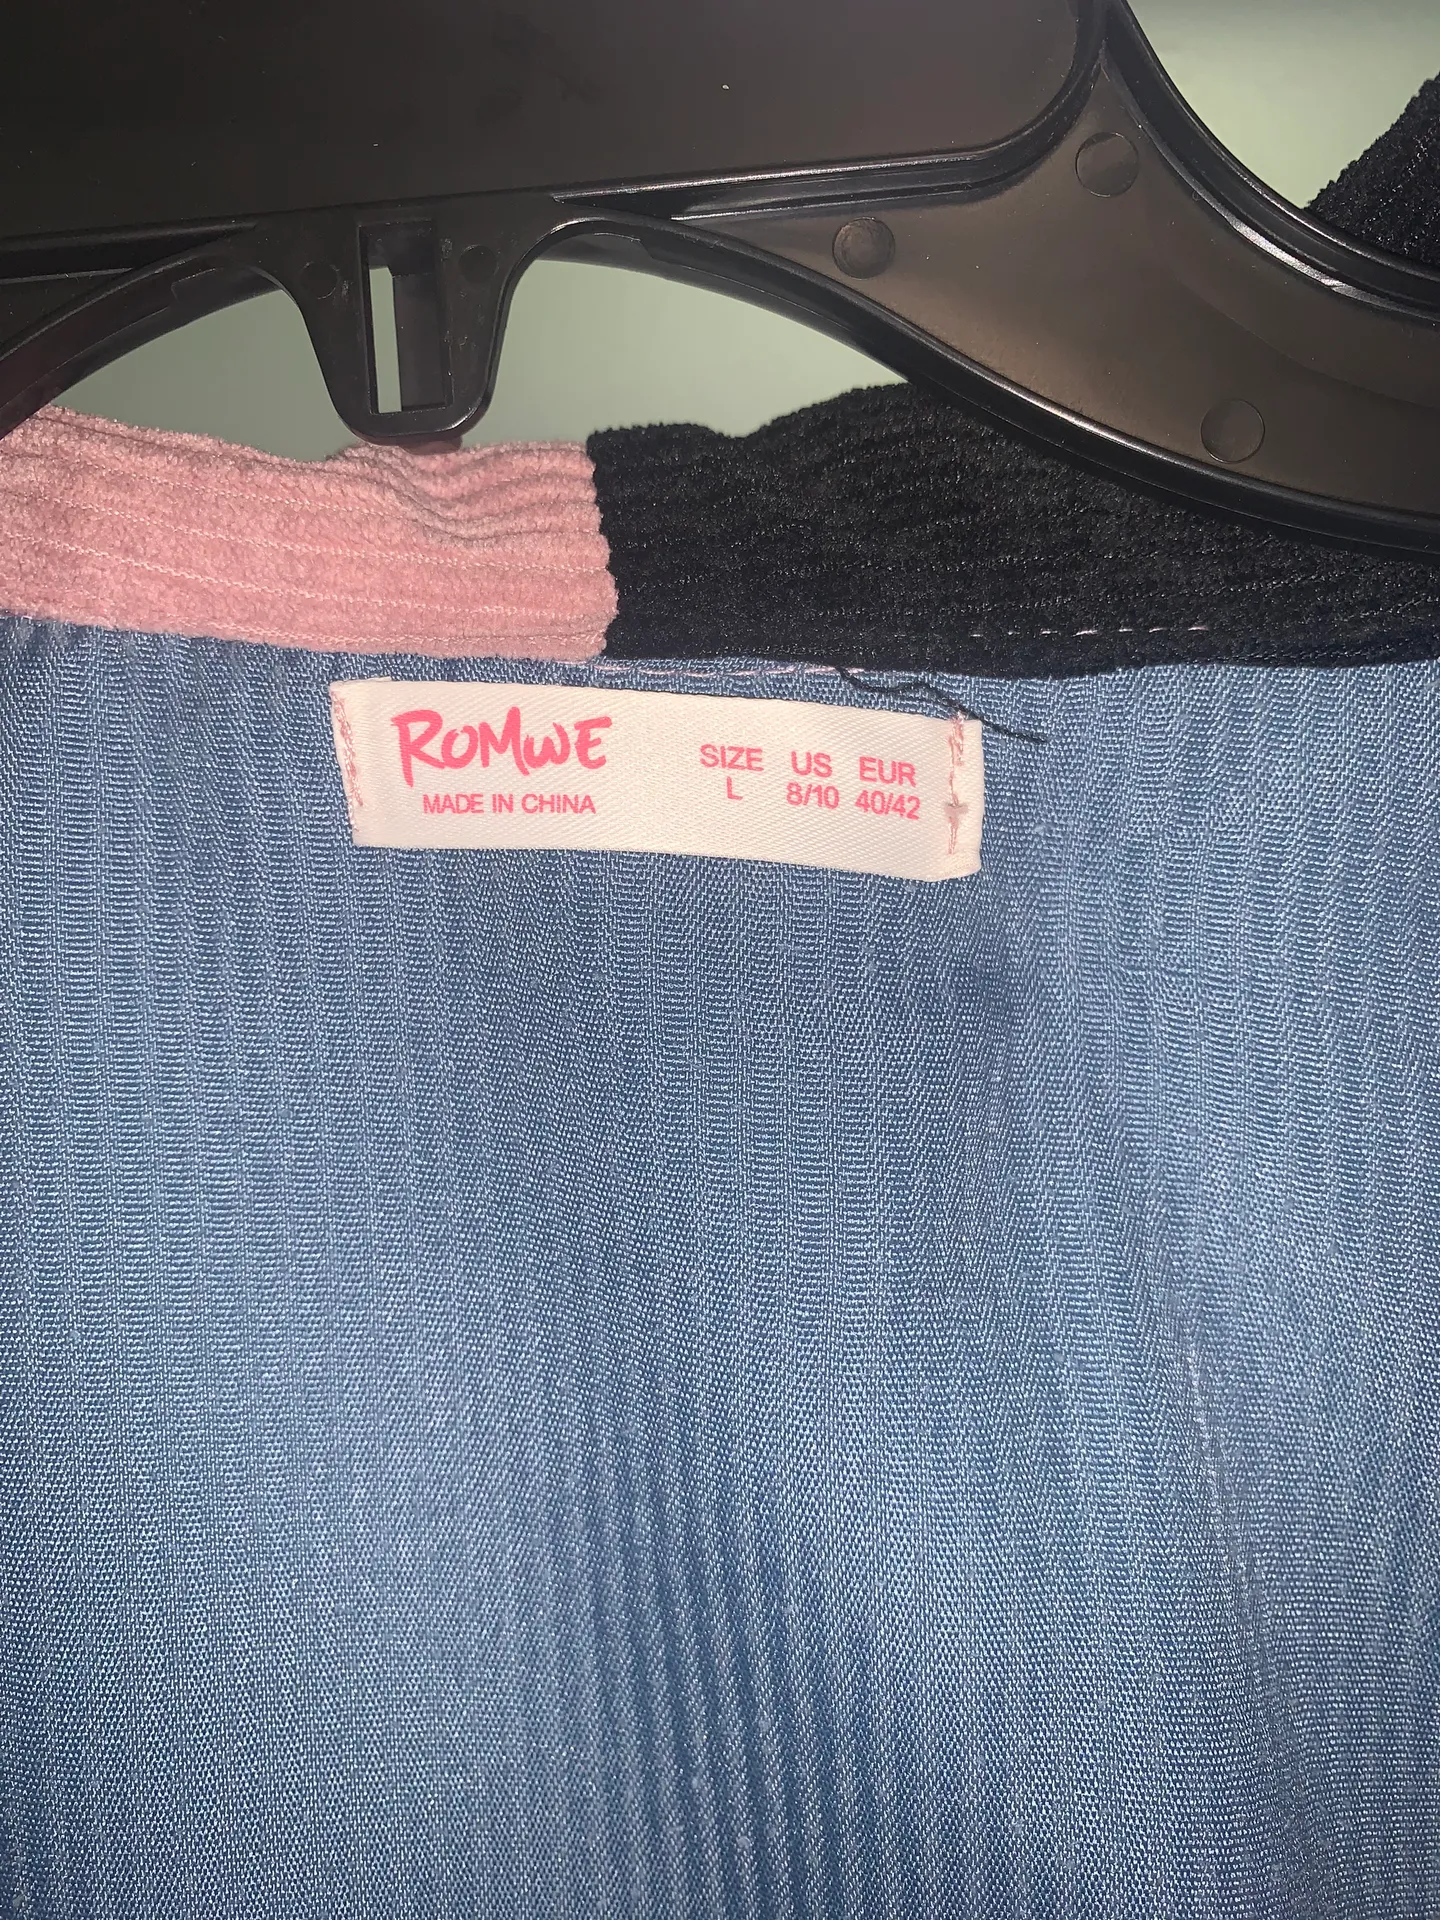 ROMWE
MADE IN CHINA
SIZE US EUR
L 8/10 40/42